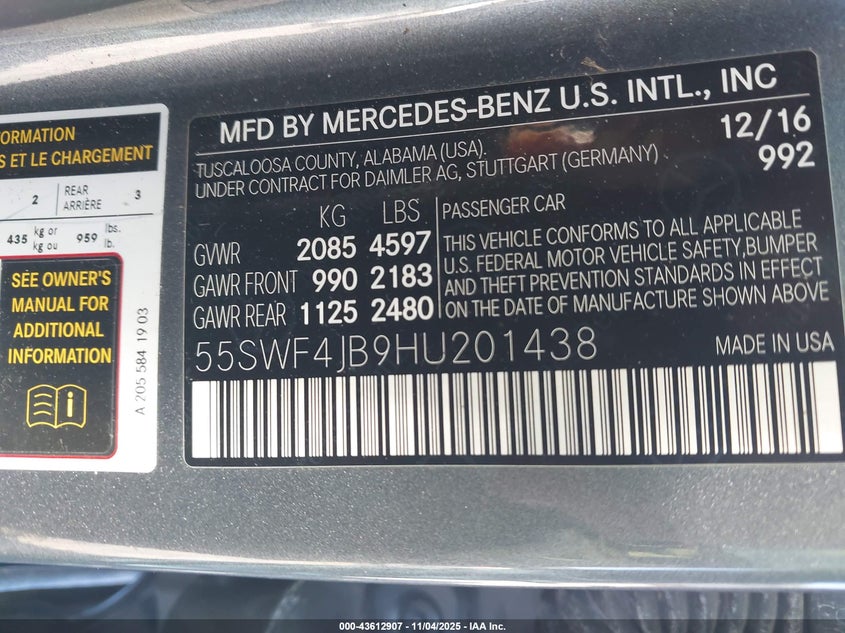 ORMATION
S ET LE CHARGEMENT
2 REAR ARRIÈRE 3
435 kg or kg ou 959 lbs. lb.
SEE OWNER'S
MANUAL FOR
ADDITIONAL
INFORMATION
A 205 584 19 03
MFD BY MERCEDES-BENZ U.S. INTL., INC
TUSCALOOSA COUNTY, ALABAMA (USA). 12/16
UNDER CONTRACT FOR DAIMLER AG, STUTTGART (GERMANY) 992
KG LBS
GVWR 2085 4597
GAWR FRONT 990 2183
GAWR REAR 1125 2480
PASSENGER CAR
THIS VEHICLE CONFORMS TO ALL APPLICABLE
U.S. FEDERAL MOTOR VEHICLE SAFETY,BUMPER
AND THEFT PREVENTION STANDARDS IN EFFECT
ON THE DATE OF MANUFACTURE SHOWN ABOVE
55SWF4JB9HU201438 MADE IN USA
000-43612907 - 11/04/2025 - IAA Inc.